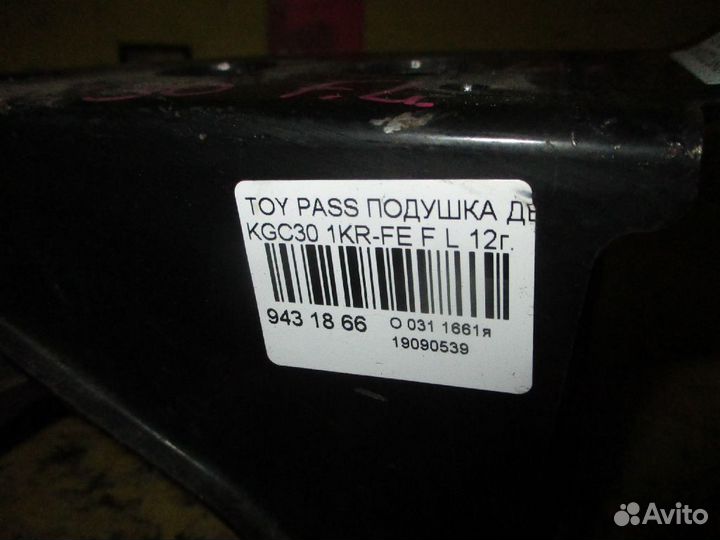 TOY PASS ПОДУШКА ДВ
KGC30 1KR-FE F L 12г.
943 18 66
О 031 1661я
19090539
Avito